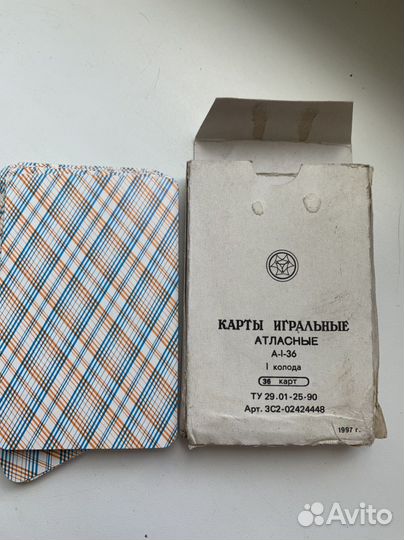 КАРТЫ ИГРАЛЬНЫЕ
АТЛАСНЫЕ
А-I-36
I колода
36 карт
ТУ 29.01-25-90
Арт. 3С2-02424448
1997 г.
Avito